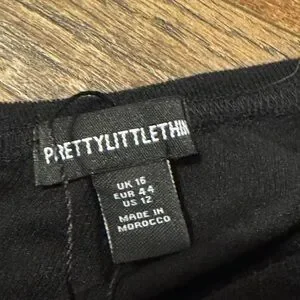 PRETTYLITTLETHIN
UK 16
EUR 44
US 12
MADE IN
MOROCCO